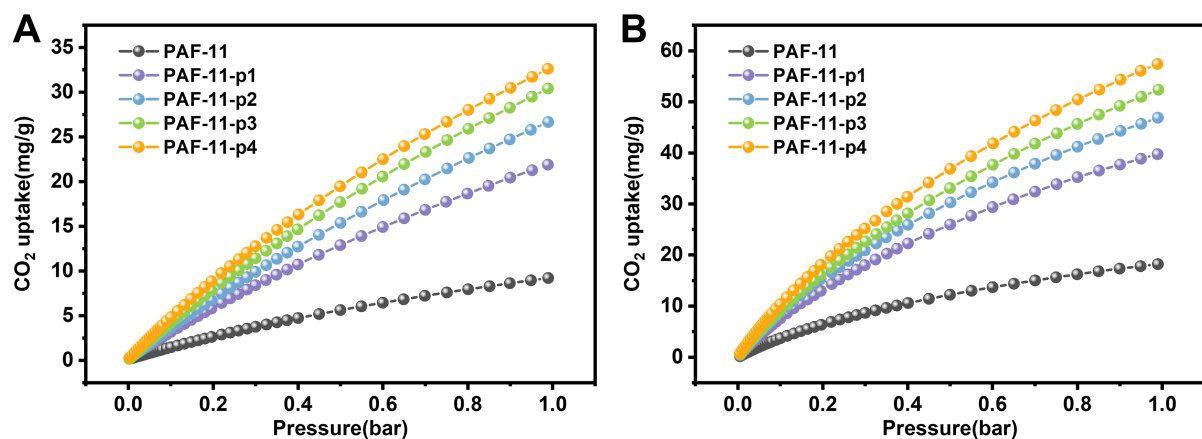 A
35
30
25
20
15
10
5
0
CO2 uptake(mg/g)
PAF-11
PAF-11-p1
PAF-11-p2
PAF-11-p3
PAF-11-p4
0.0 0.2 0.4 0.6 0.8 1.0
Pressure(bar)
B
60
50
40
30
20
10
0
CO2 uptake(mg/g)
PAF-11
PAF-11-p1
PAF-11-p2
PAF-11-p3
PAF-11-p4
0.0 0.2 0.4 0.6 0.8 1.0
Pressure(bar)